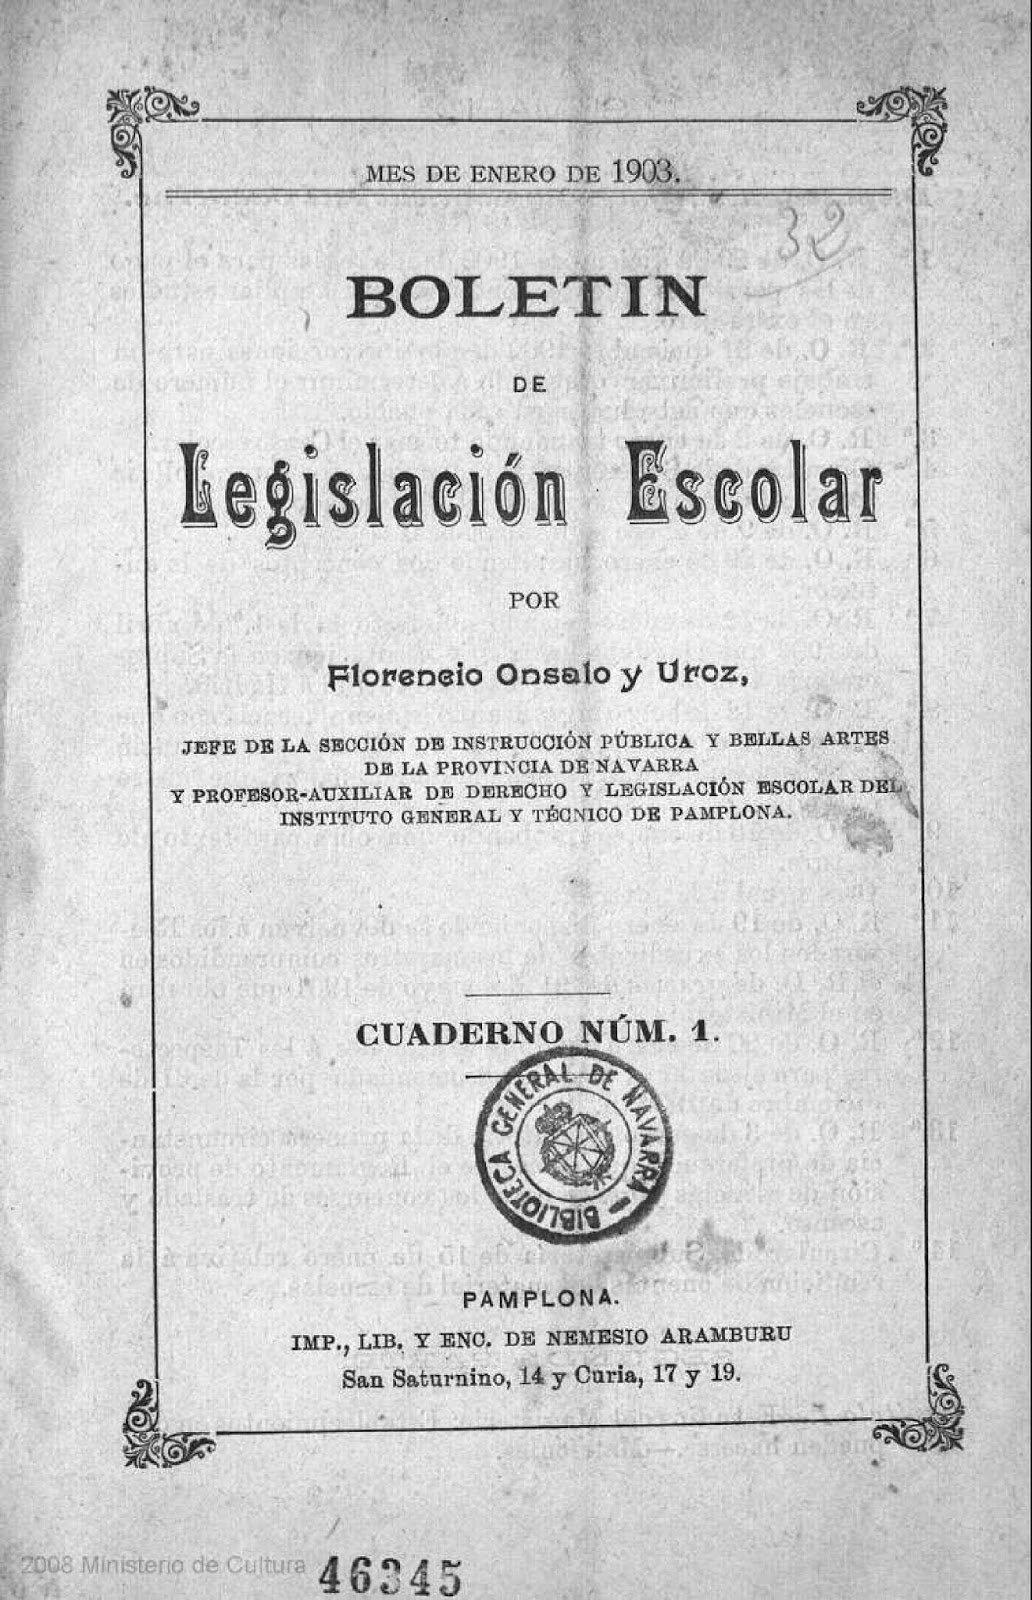 MES DE ENERO DE 1903.
32
BOLETIN
DE
Legislación Escolar
POR
Florencio Onsalo y Uroz,
JEFE DE LA SECCIÓN DE INSTRUCCIÓN PÚBLICA Y BELLAS ARTES
DE LA PROVINCIA DE NAVARRA
Y PROFESOR-AUXILIAR DE DERECHO Y LEGISLACIÓN ESCOLAR DEL
INSTITUTO GENERAL Y TÉCNICO DE PAMPLONA.
CUADERNO NÚM. 1.
BIBLIOTECA GENERAL DE NAVARRA –
PAMPLONA.
IMP., LIB. Y ENC. DE NEMESIO ARAMBURU
San Saturnino, 14 y Curia, 17 y 19.
2008 Ministerio de Cultura
46345